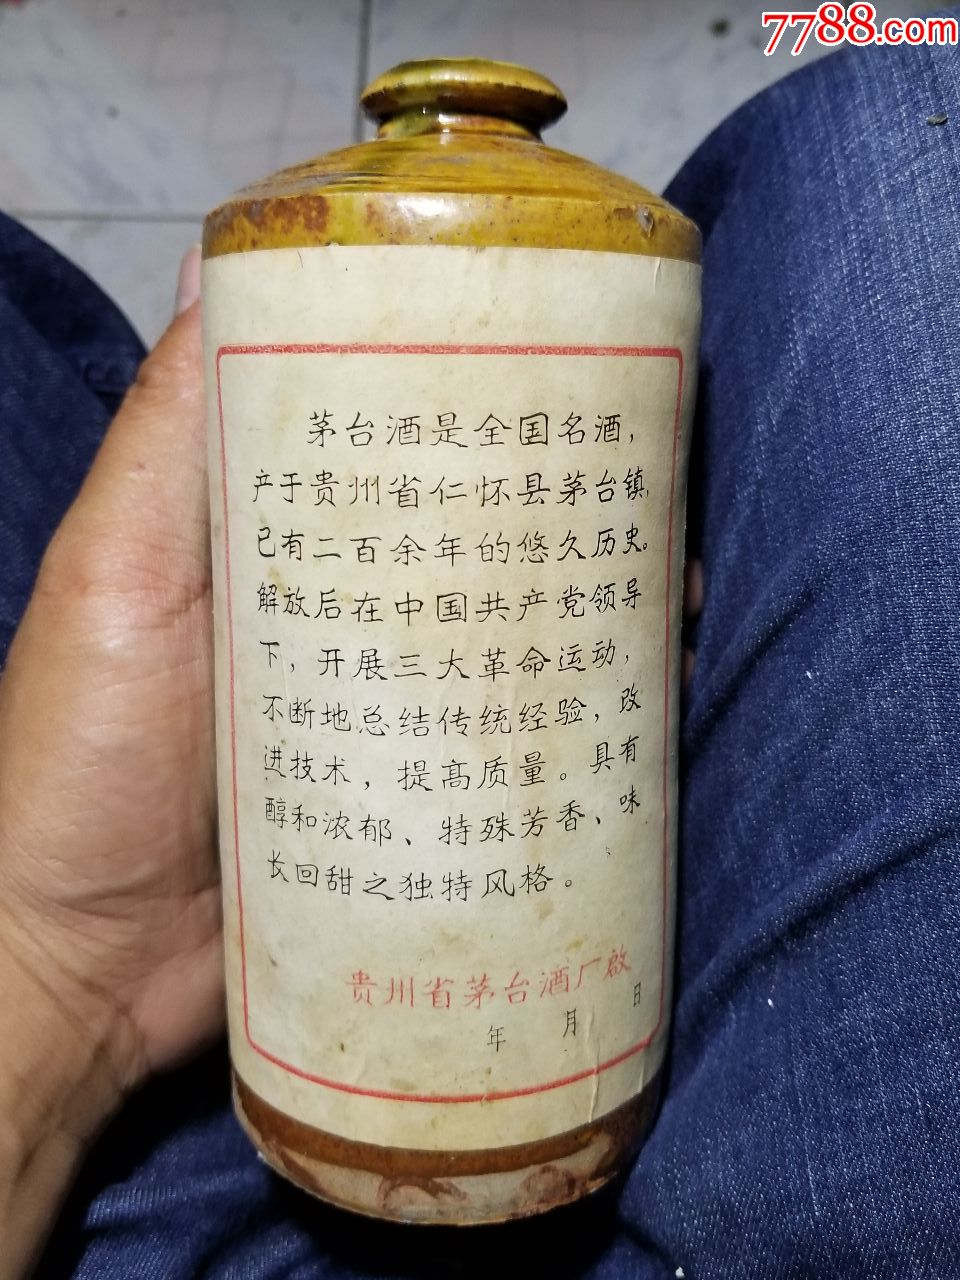 7788.com
茅台酒是全国名酒，
产于贵州省仁怀县茅台镇，
已有二百余年的悠久历史。
解放后在中国共产党领导
下，开展三大革命运动，
不断地总结传统经验，改
进技术，提高质量。具有
醇和浓郁、特殊芳香、味
长回甜之独特风格。
贵州省茅台酒厂啟
年 月 日